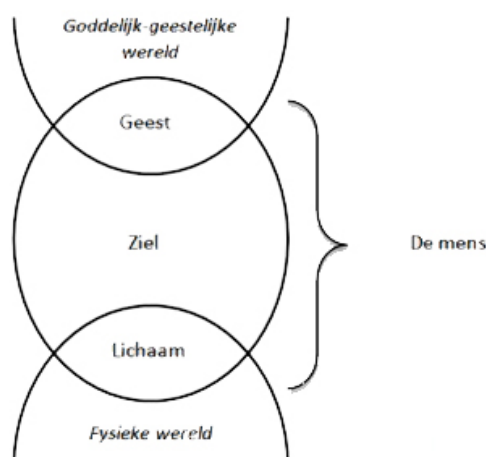 Goddelijk-geestelijke
wereld
Geest
Ziel
De mens
Lichaam
Fysieke wereld